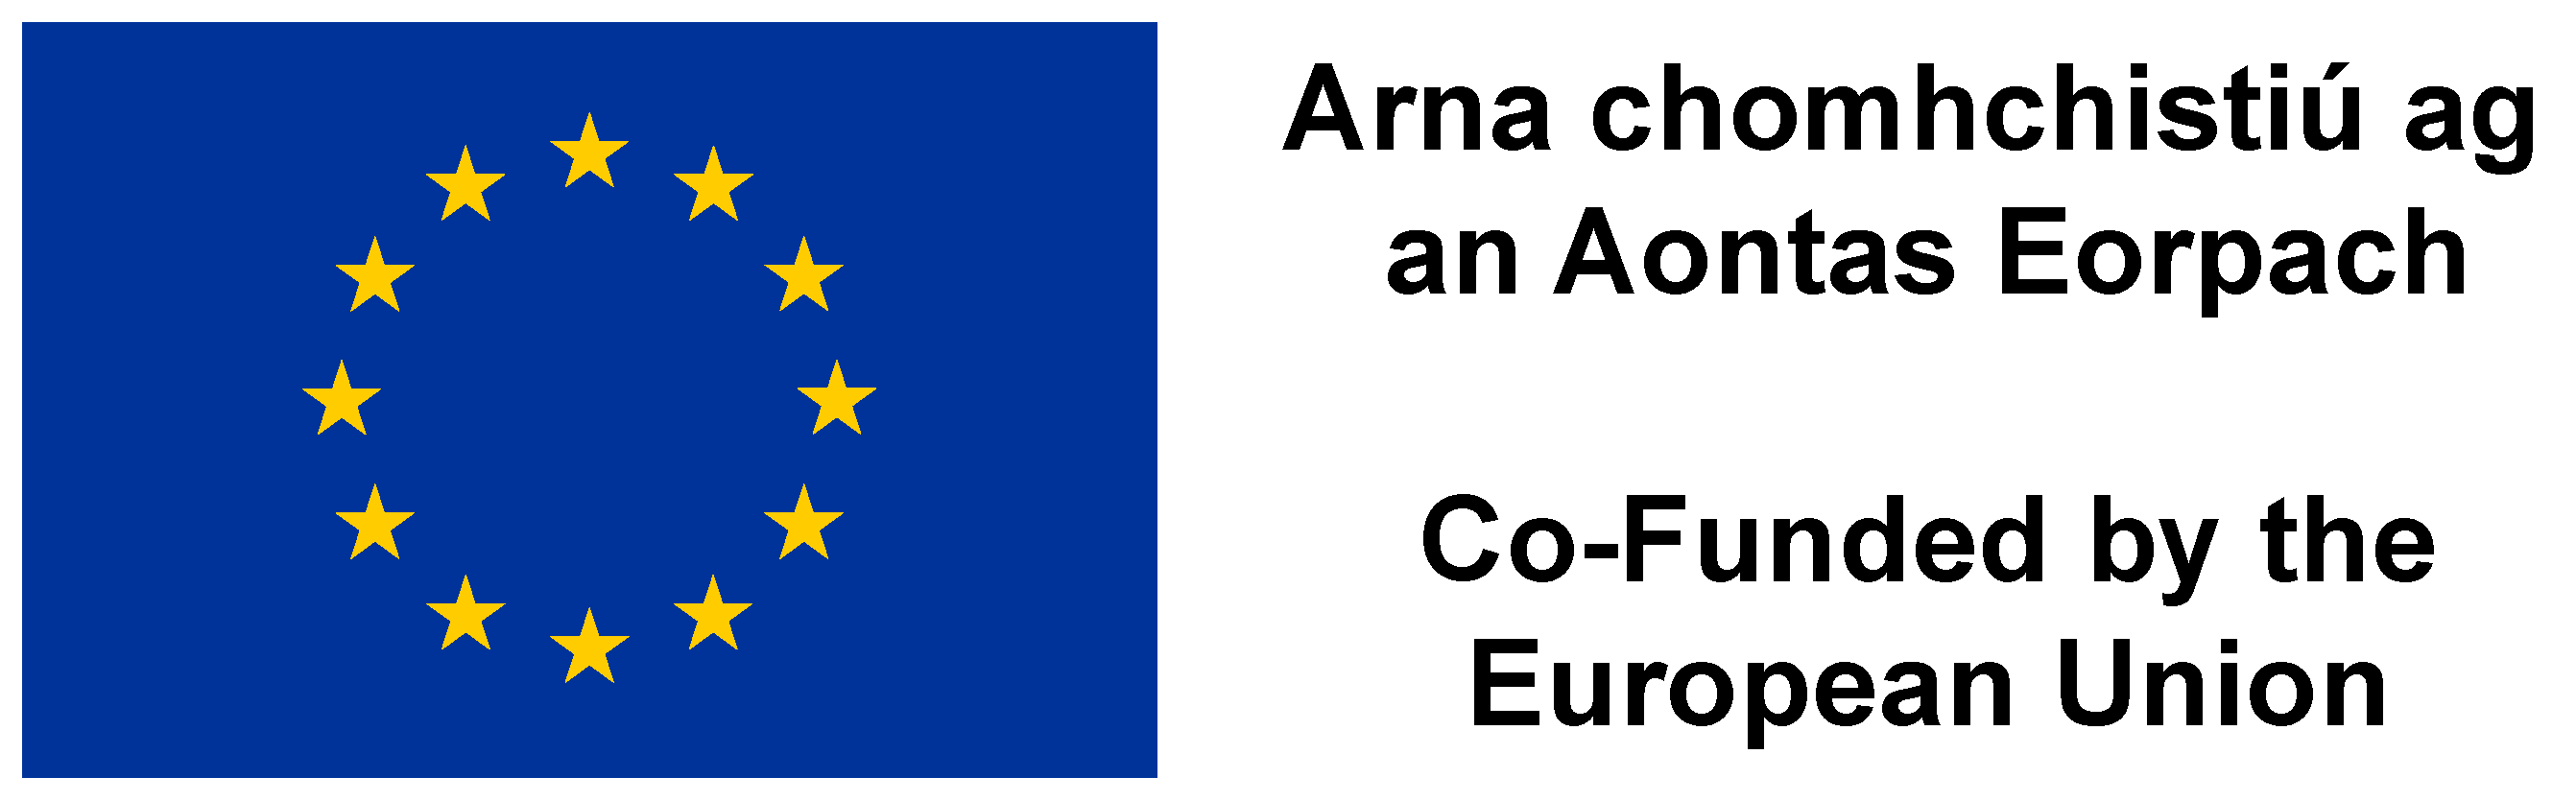 Arna chomhchistiú ag
an Aontas Eorpach
Co-Funded by the
European Union